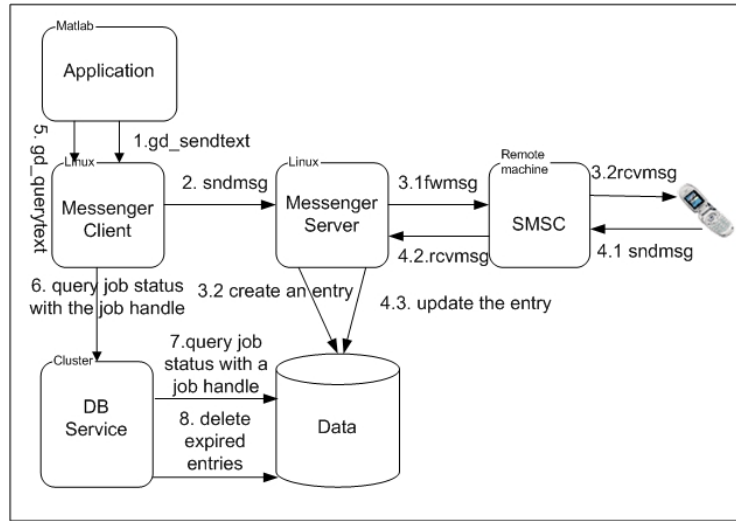 Matlab
Application
5. gd_querytext
1.gd_sendtext
Linux
Messenger
Client
2. sndmsg
Linux
Messenger
Server
3.1fwmsg
4.2.rcvmsg
Remote
machine
SMSC
3.2rcvmsg
4.1 sndmsg
6. query job status
with the job handle
3.2 create an entry
4.3. update the entry
Cluster
DB
Service
7.query job
status with a
job handle
8. delete
expired
entries
Data